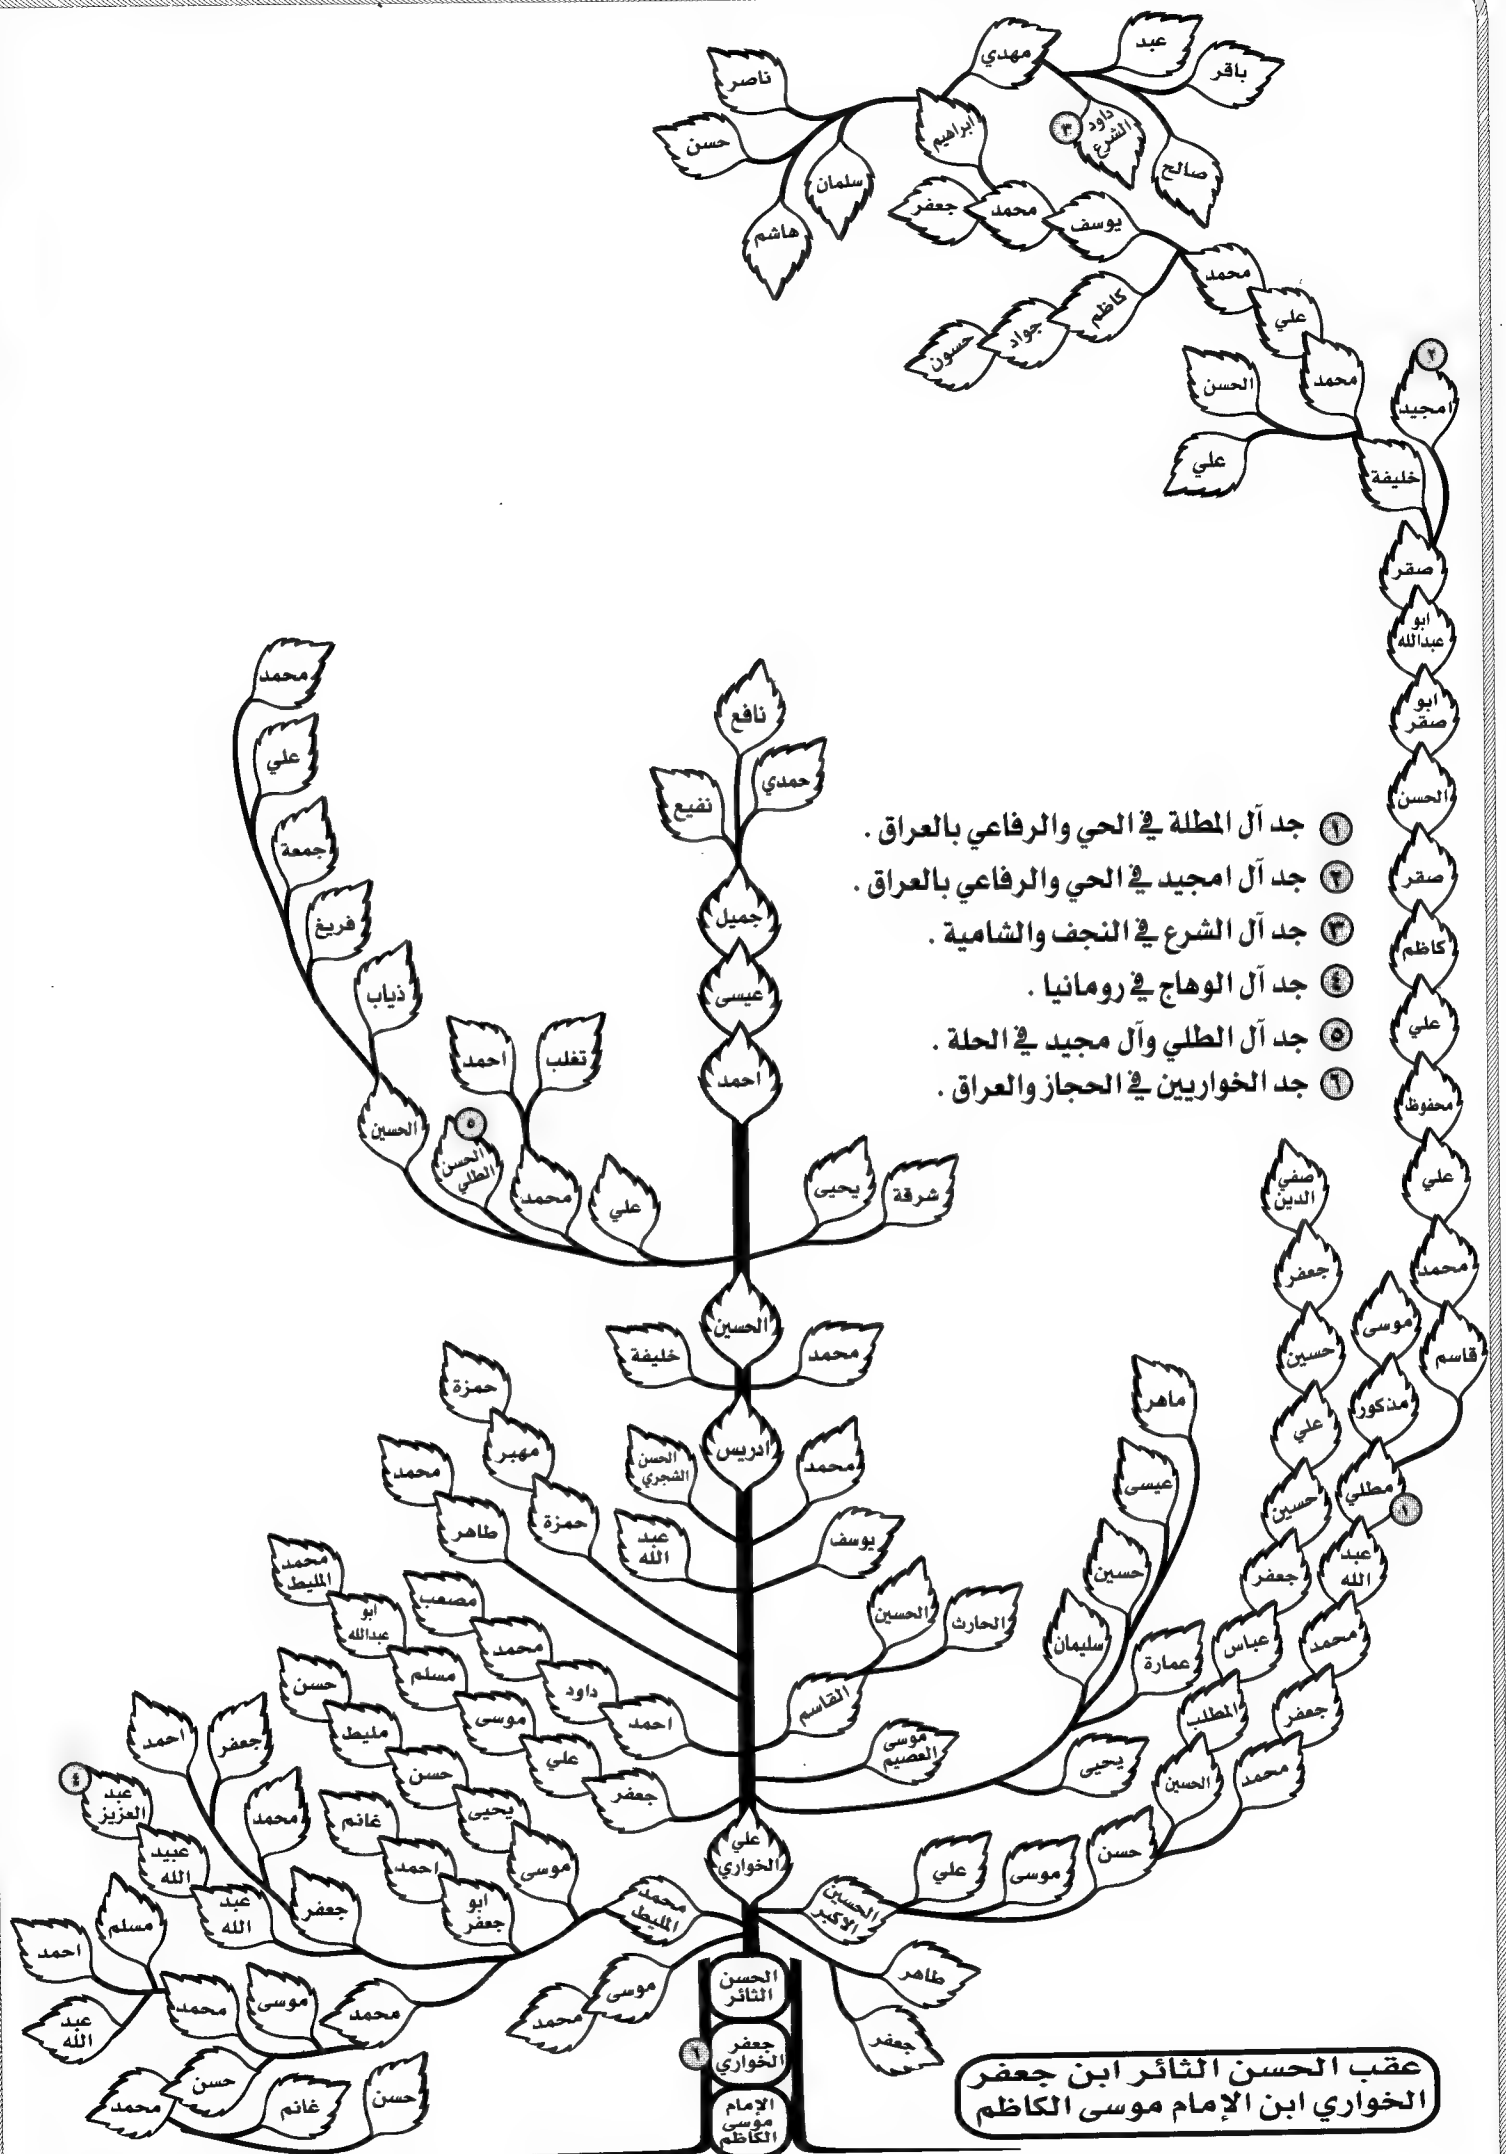 مهدي
عبد
باقر
ناصر
داود
الشرع
٣
ابراهيم
حسن
صالح
سلمان
هاشم
جعفر
محمد
يوسف
محمد
كاظم
علي
جواد
حسون
٢
امجيد
محمد
الحسن
علي
خليفة
صقر
ابو
عبدالله
ابو
صقر
الحسن
صقر
كاظم
علي
محفوظ
علي
محمد
قاسم
محمد
علي
جمعة
فريغ
ذياب
الحسين
نافع
حمدي
نفيع
جميل
عيسى
احمد
١ جد آل المطلة في الحي والرفاعي بالعراق .
٢ جد آل امجيد في الحي والرفاعي بالعراق .
٣ جد آل الشرع في النجف والشامية .
٤ جد آل الوهاج في رومانيا .
٥ جد آل الطلي وآل مجيد في الحلة .
٦ جد الخواريين في الحجاز والعراق .
تغلب
احمد
٥
الحسن
الطلي
محمد
علي
يحيى
شرقة
صفي
الدين
جعفر
حسين
علي
حسين
جعفر
عباس
المطلب
الحسين
موسى
مذكور
مطلي
١
عبد
الله
محمد
جعفر
محمد
الحسين
محمد
خليفة
ادريس
محمد
الحسن
الشجري
يوسف
عبد
الله
حمزة
مهبر
حمزة
محمد
طاهر
ماهر
عيسى
حسين
سليمان
عمارة
يحيى
الحسين
الحارث
القاسم
موسى
العصيم
محمد
المليط
ابو
عبدالله
مصعب
محمد
مسلم
داود
حسن
موسى
احمد
مليط
علي
حسن
جعفر
يحيى
غانم
موسى
احمد
ابو
جعفر
احمد
جعفر
محمد
٤
عبد
العزيز
عبيد
الله
عبد
الله
جعفر
علي
الخواري
محمد
المليط
الحسين
الاكبر
علي
موسى
حسن
مسلم
احمد
عبد
الله
محمد
موسى
محمد
حسن
محمد
غانم
حسن
موسى
محمد
طاهر
جعفر
الحسن
الثائر
جعفر
الخواري
٦
الإمام
موسى
الكاظم
عقب الحسن الثائر ابن جعفر
الخواري ابن الإمام موسى الكاظم